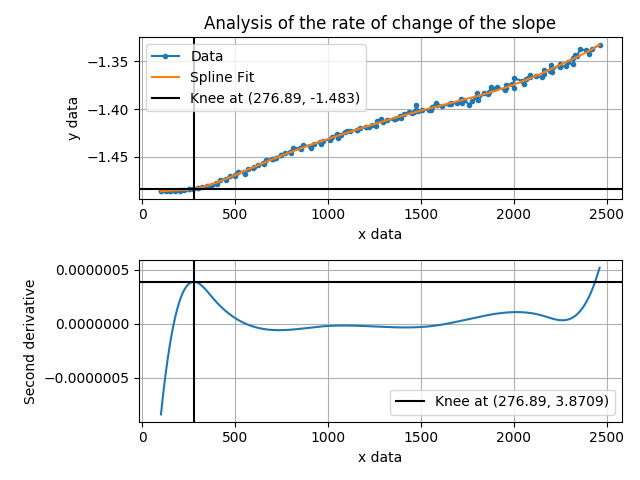 Analysis of the rate of change of the slope
Data
Spline Fit
Knee at (276.89, -1.483)
−1.35
−1.40
−1.45
y data
0 500 1000 1500 2000 2500
x data
0.0000005
0.0000000
−0.0000005
Second derivative
Knee at (276.89, 3.8709)
0 500 1000 1500 2000 2500
x data